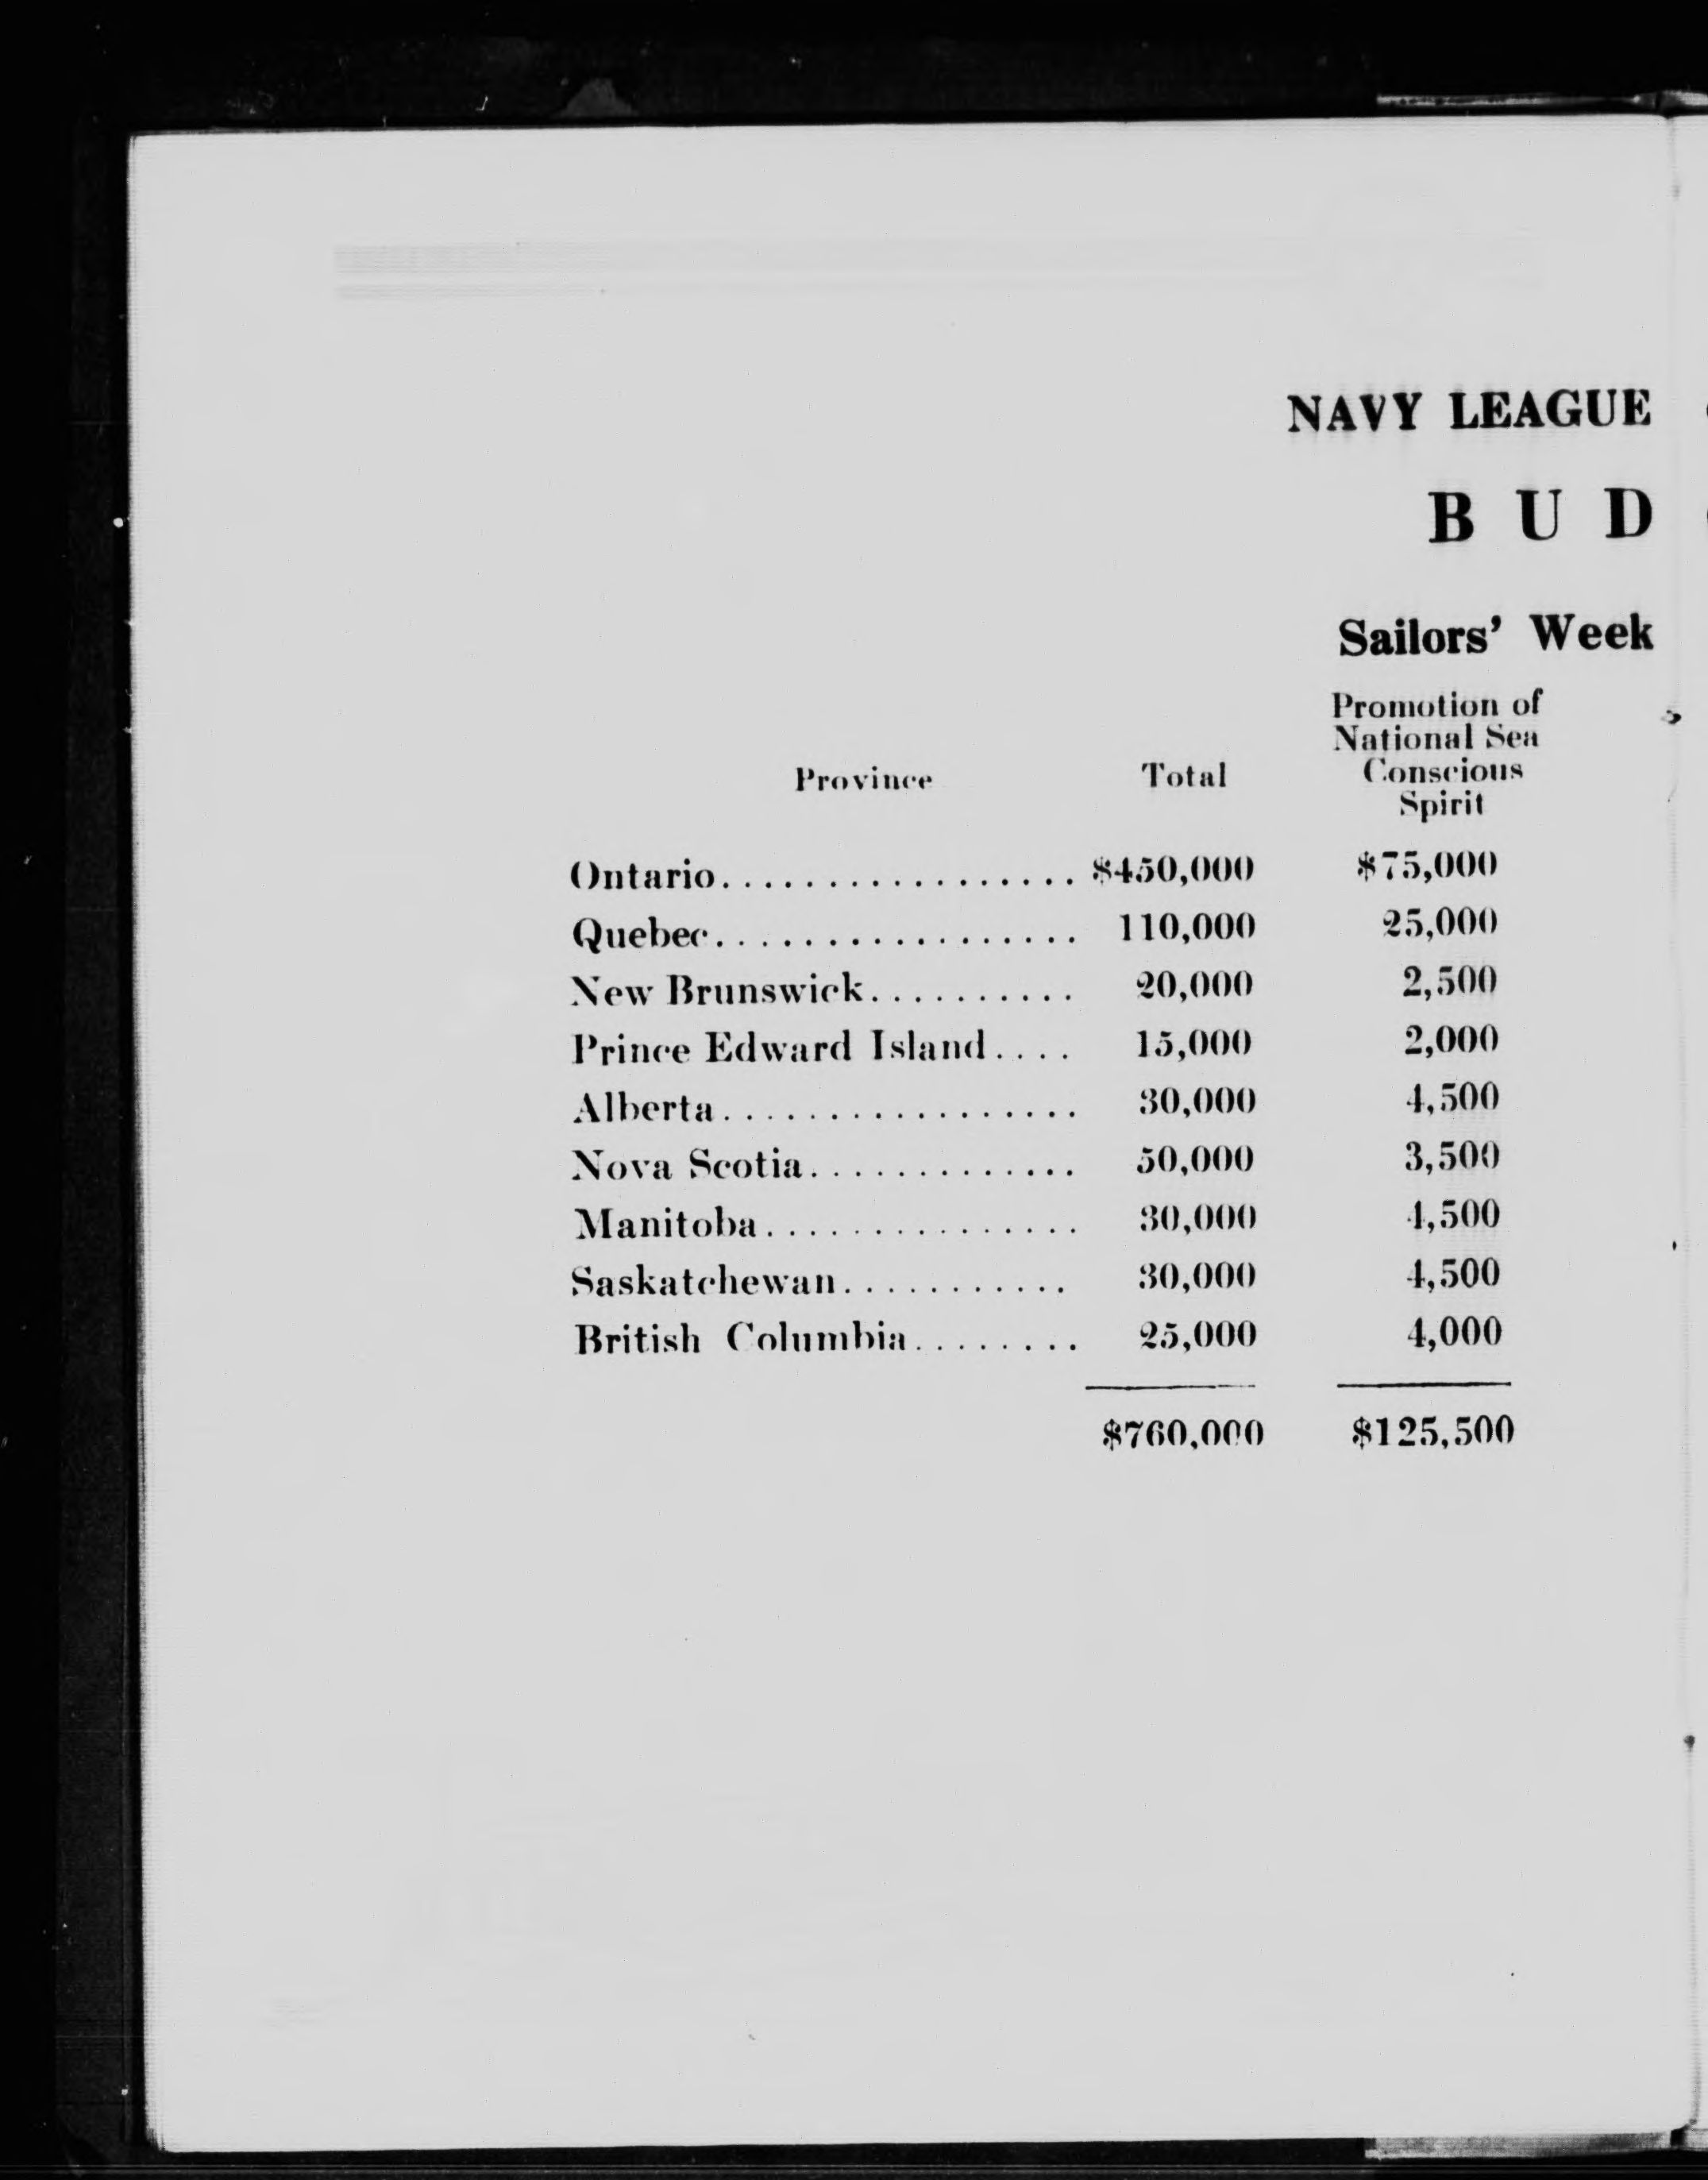 NAVY LEAGUE
BUD
Sailors' Week
Promotion of
National Sea
Province Total Conscious
Spirit
Ontario.................. $450,000 $75,000
Quebec.................. 110,000 25,000
New Brunswick.......... 20,000 2,500
Prince Edward Island.... 15,000 2,000
Alberta.................. 30,000 4,500
Nova Scotia............. 50,000 3,500
Manitoba............... 30,000 4,500
Saskatchewan........... 30,000 4,500
British Columbia........ 25,000 4,000
$760,000 $125,500